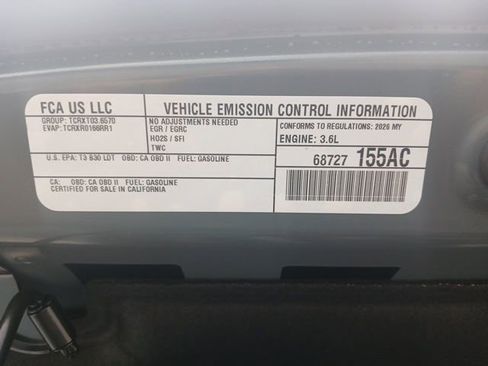 FCA US LLC
VEHICLE EMISSION CONTROL INFORMATION
GROUP: TCRXT03.6570
EVAP: TCRXR0166RR1
NO ADJUSTMENTS NEEDED
EGR / EGRC
HO2S / SFI
TWC
CONFORMS TO REGULATIONS: 2026 MY
ENGINE: 3.6L
U.S. EPA: T3 B30 LDT OBD: CA OBD II FUEL: GASOLINE
68727 155AC
CA: OBD: CA OBD II FUEL: GASOLINE
CERTIFIED FOR SALE IN CALIFORNIA